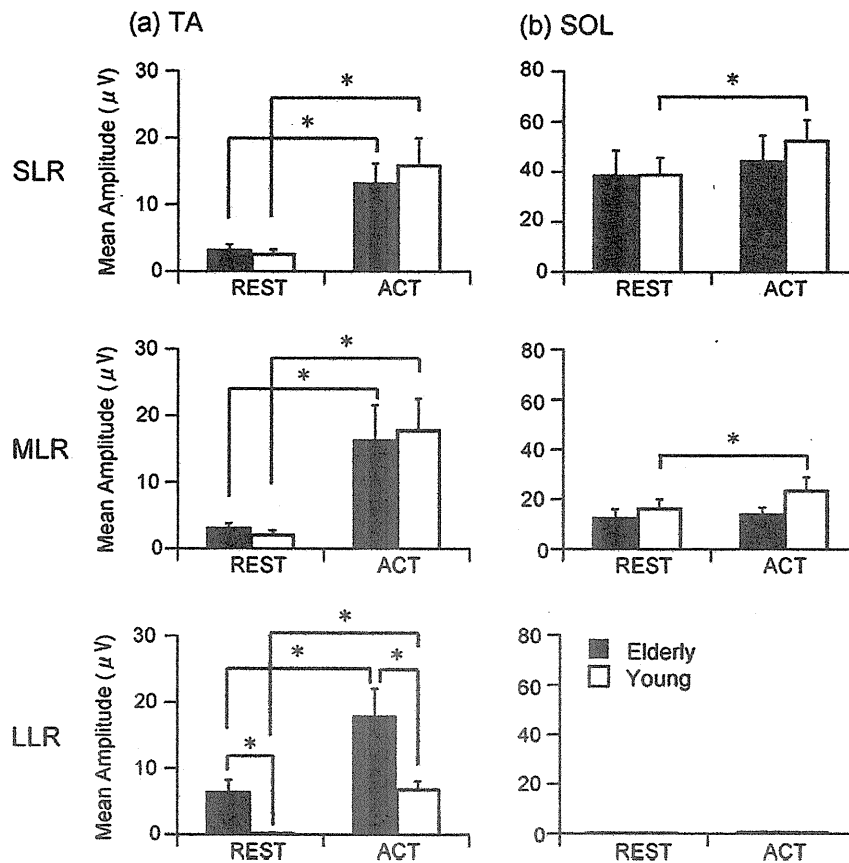 (a) TA
(b) SOL
SLR
Mean Amplitude (μV)
30
20
10
0
*
*
REST
ACT
80
60
40
20
0
*
REST
ACT
MLR
Mean Amplitude (μV)
30
20
10
0
*
*
REST
ACT
80
60
40
20
0
*
REST
ACT
LLR
Mean Amplitude (μV)
30
20
10
0
*
*
*
*
REST
ACT
80
60
40
20
0
Elderly
Young
REST
ACT